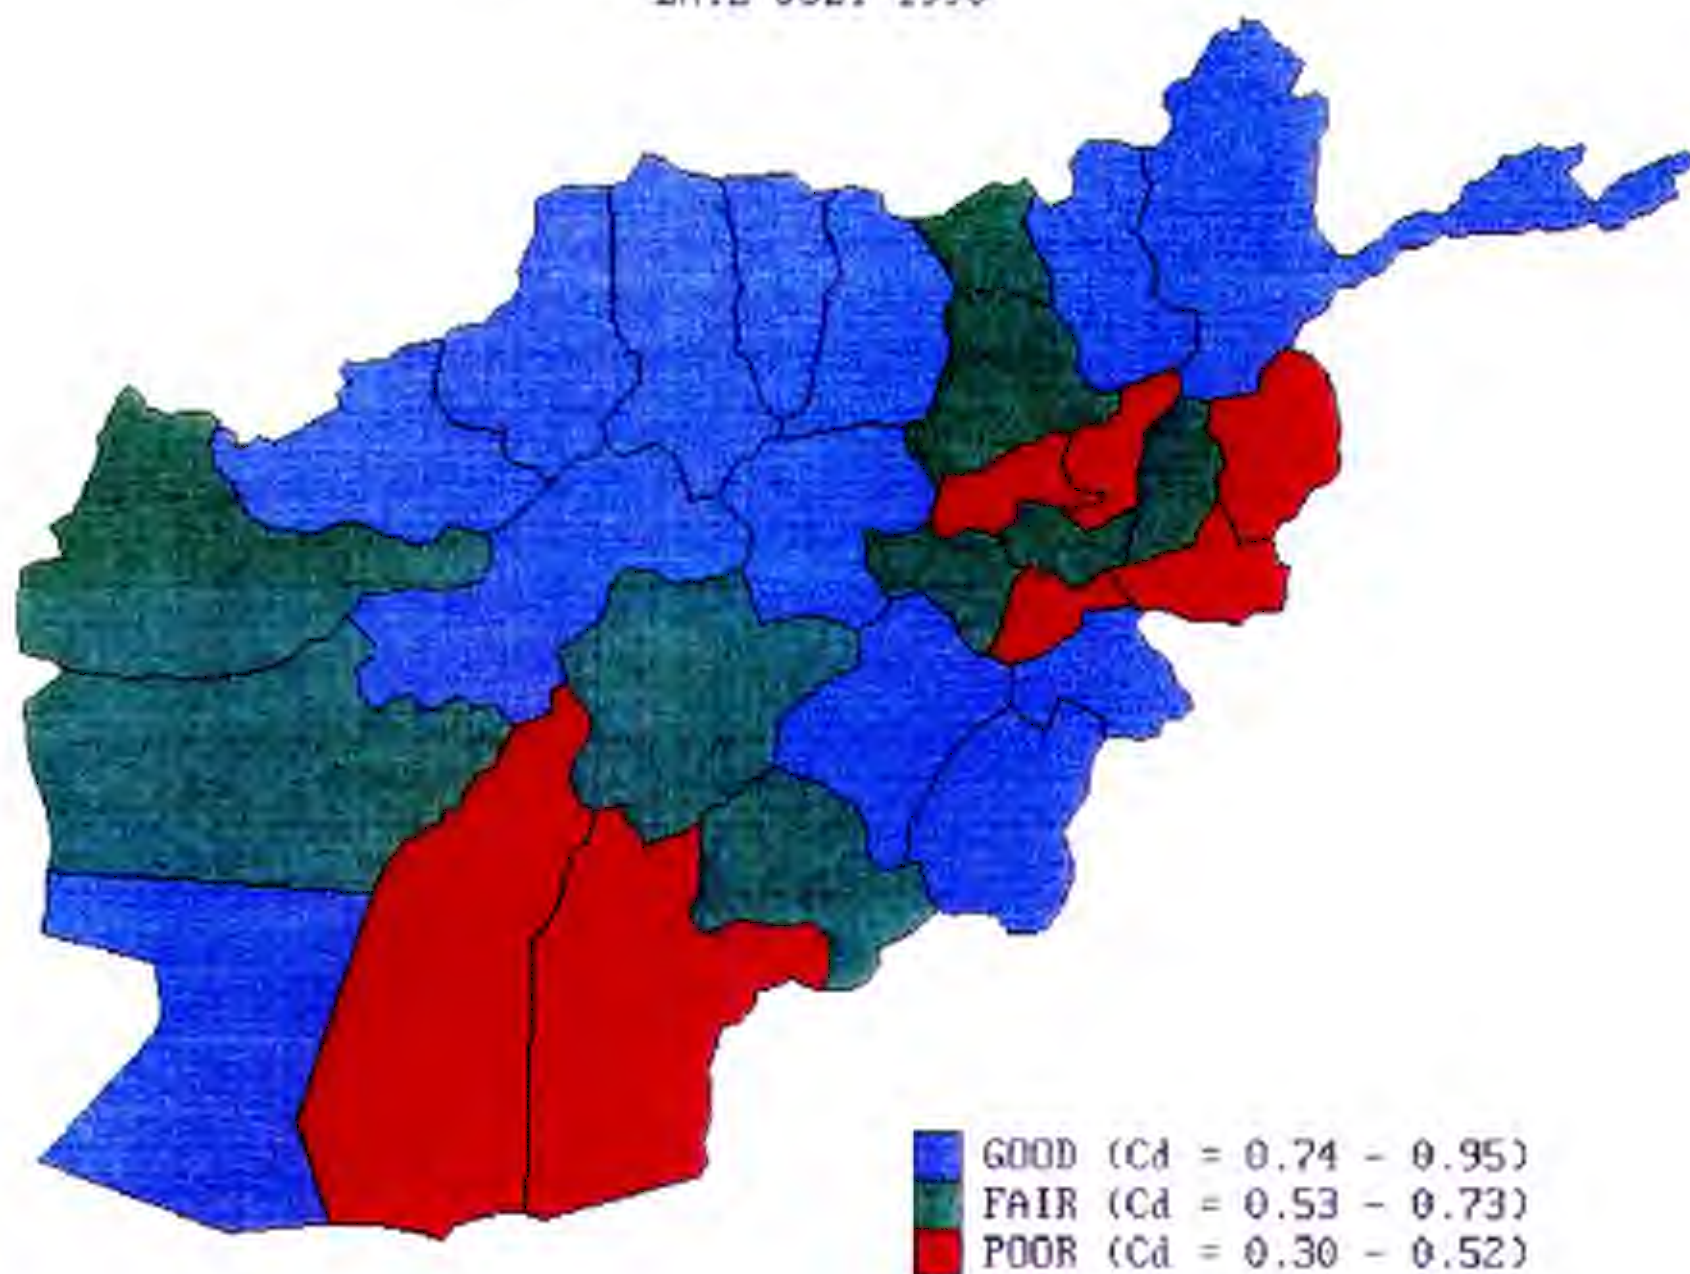 GOOD (Cd = 0.74 - 0.95)
FAIR (Cd = 0.53 - 0.73)
POOR (Cd = 0.30 - 0.52)